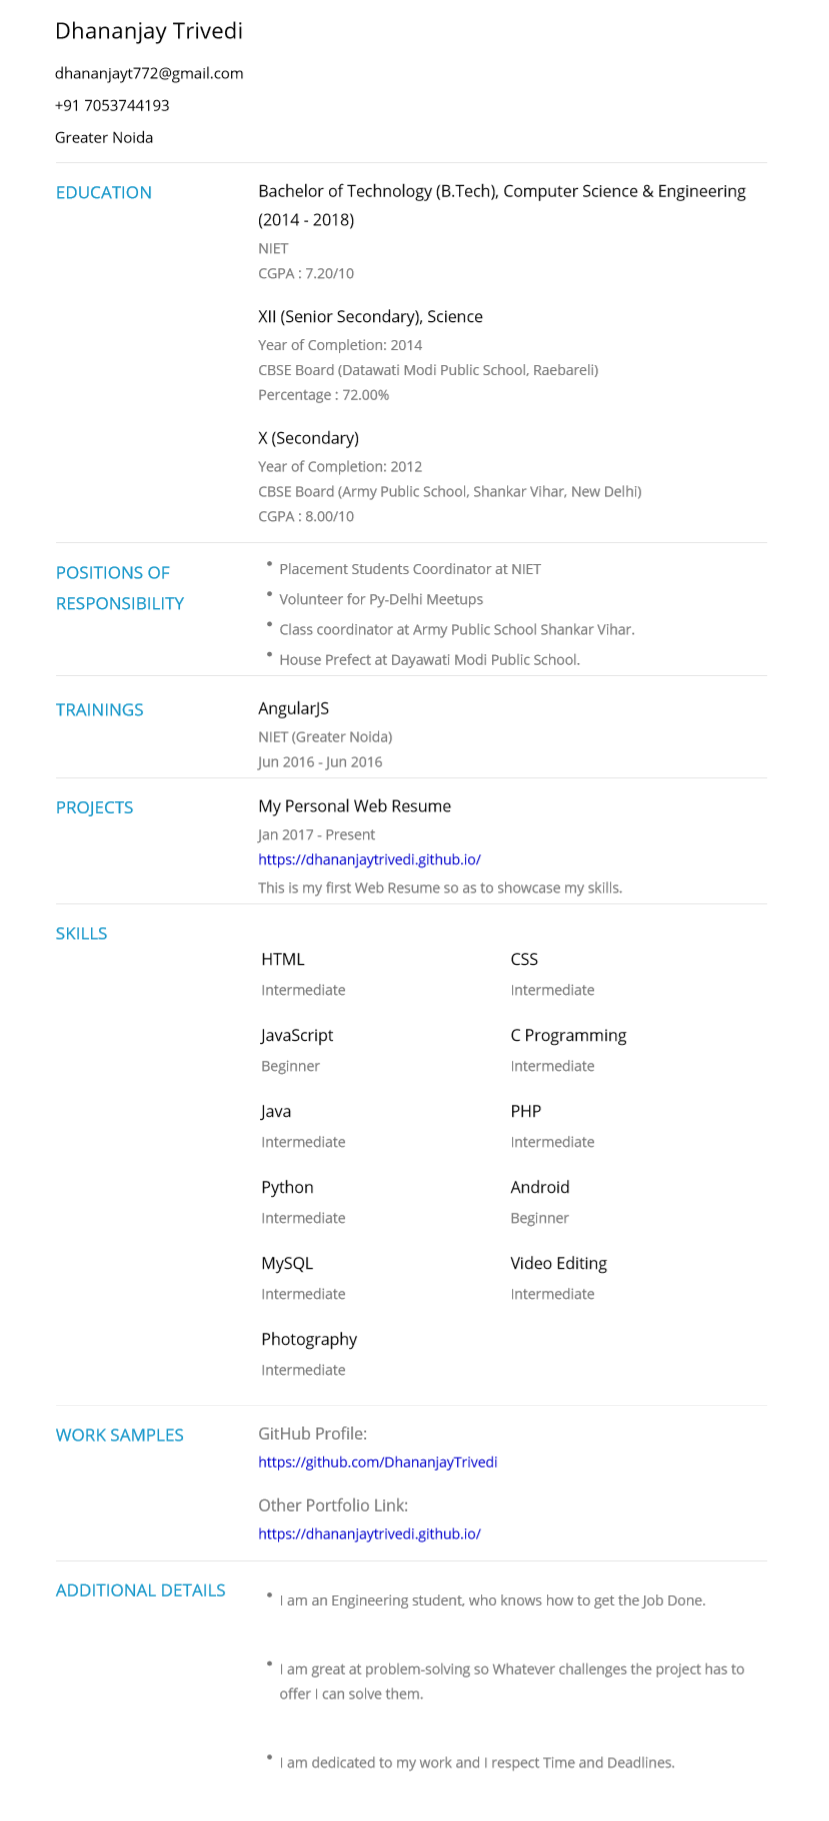 Dhananjay Trivedi
dhananjayt772@gmail.com
+91 7053744193
Greater Noida
EDUCATION
Bachelor of Technology (B.Tech), Computer Science & Engineering
(2014 - 2018)
NIET
CGPA : 7.20/10
XII (Senior Secondary), Science
Year of Completion: 2014
CBSE Board (Datawati Modi Public School, Raebareli)
Percentage : 72.00%
X (Secondary)
Year of Completion: 2012
CBSE Board (Army Public School, Shankar Vihar, New Delhi)
CGPA : 8.00/10
POSITIONS OF
RESPONSIBILITY
• Placement Students Coordinator at NIET
• Volunteer for Py-Delhi Meetups
• Class coordinator at Army Public School Shankar Vihar.
• House Prefect at Dayawati Modi Public School.
TRAININGS
AngularJS
NIET (Greater Noida)
Jun 2016 - Jun 2016
PROJECTS
My Personal Web Resume
Jan 2017 - Present
https://dhananjaytrivedi.github.io/
This is my first Web Resume so as to showcase my skills.
SKILLS
HTML
Intermediate
CSS
Intermediate
JavaScript
Beginner
C Programming
Intermediate
Java
Intermediate
PHP
Intermediate
Python
Intermediate
Android
Beginner
MySQL
Intermediate
Video Editing
Intermediate
Photography
Intermediate
WORK SAMPLES
GitHub Profile:
https://github.com/DhananjayTrivedi
Other Portfolio Link:
https://dhananjaytrivedi.github.io/
ADDITIONAL DETAILS
• I am an Engineering student, who knows how to get the Job Done.
• I am great at problem-solving so Whatever challenges the project has to
offer I can solve them.
• I am dedicated to my work and I respect Time and Deadlines.